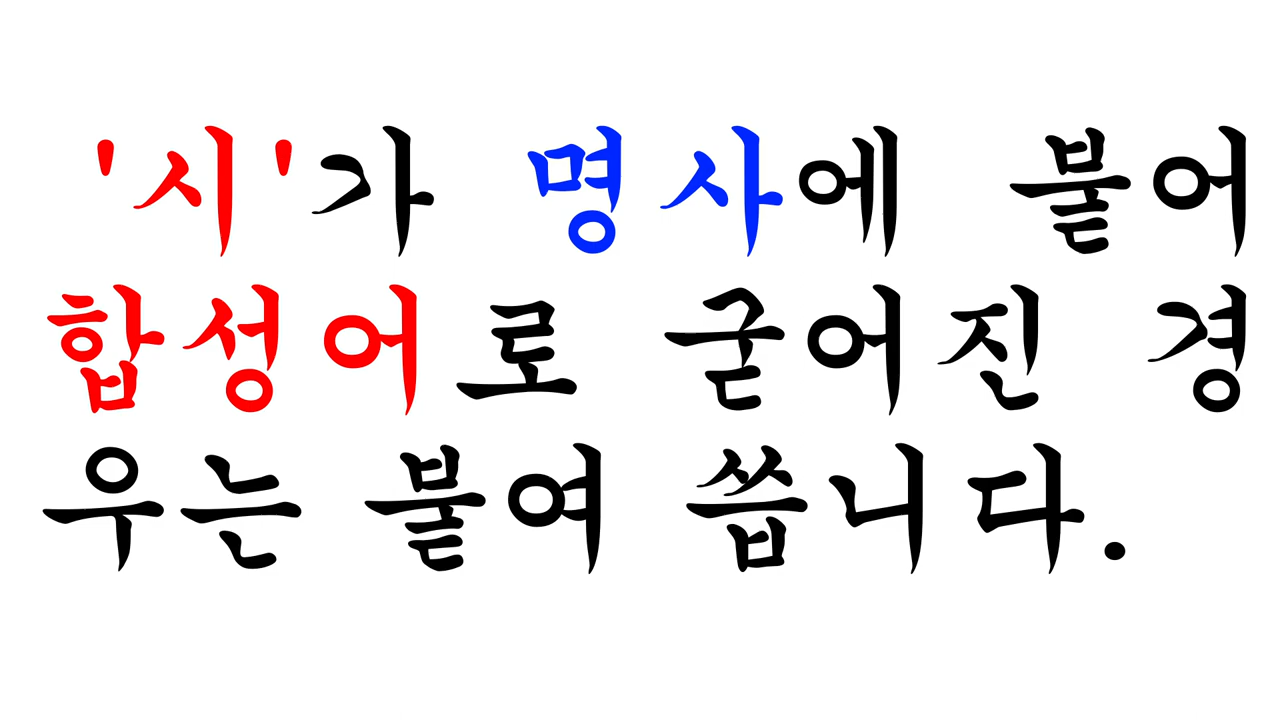 '시'가 명사에 붙어
합성어로 굳어진 경
우는 붙여 씁니다.